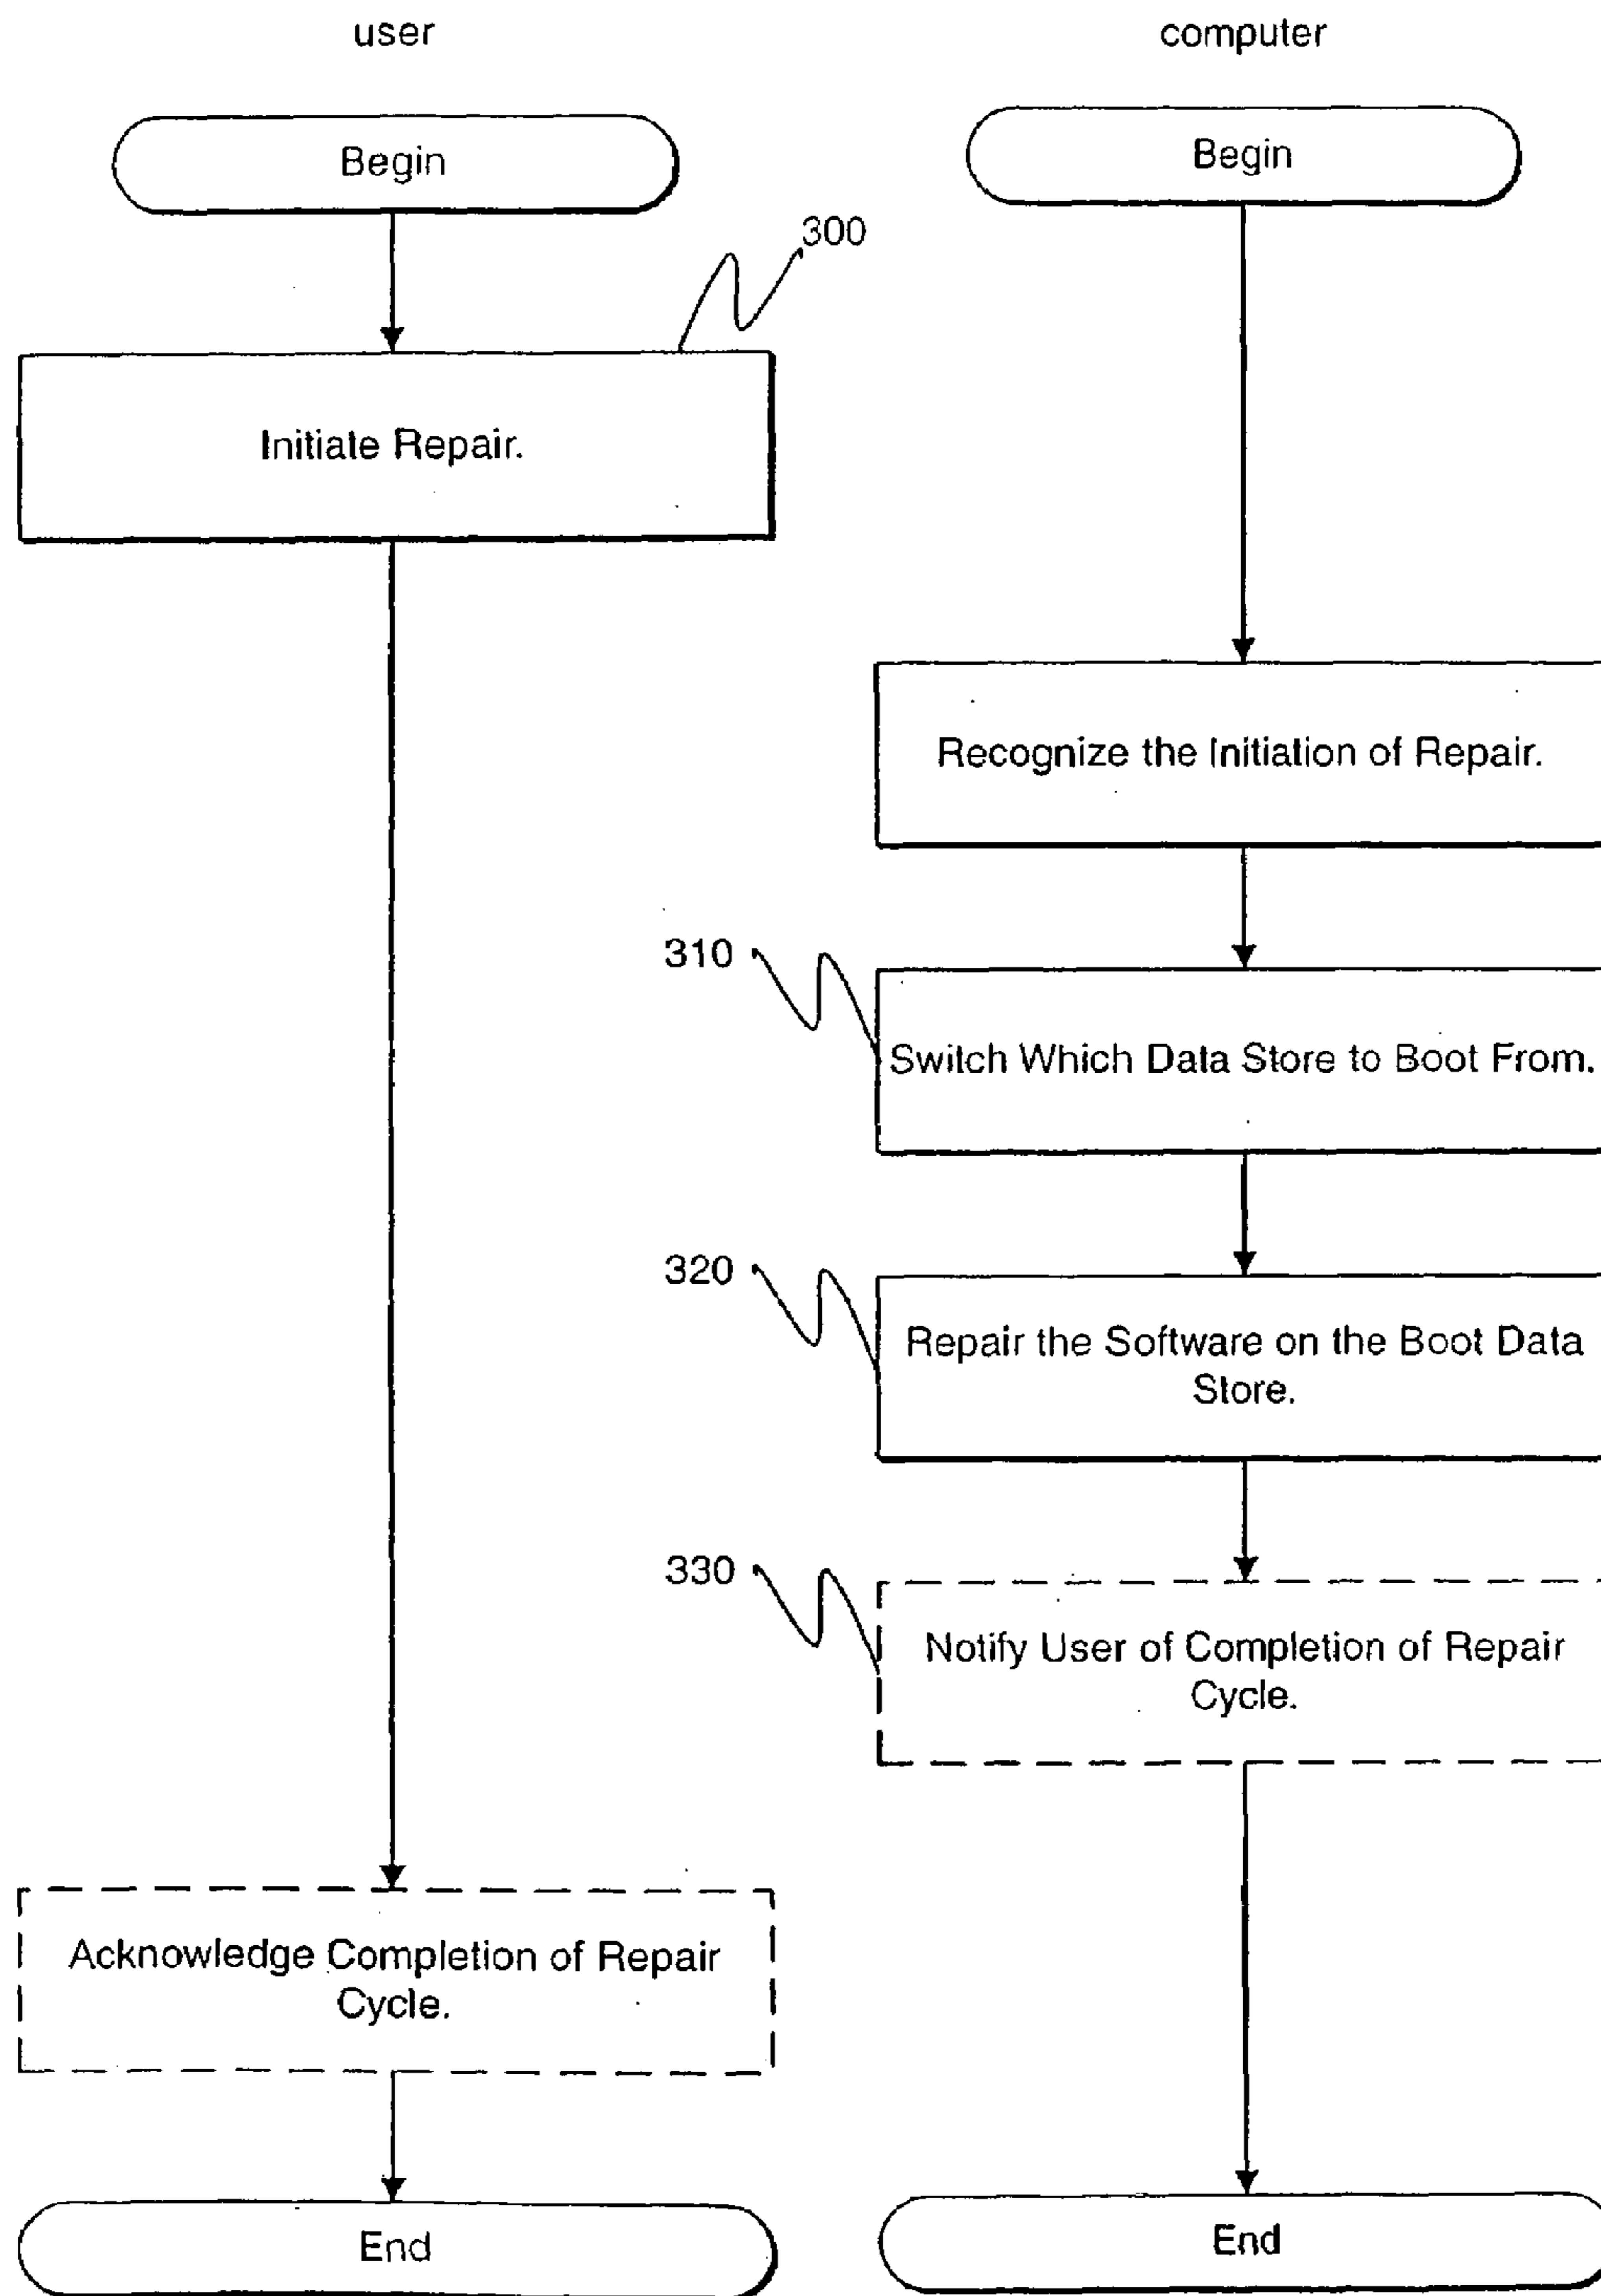 user
computer
Begin
Begin
300
Initiate Repair.
Recognize the Initiation of Repair.
310
Switch Which Data Store to Boot From.
320
Repair the Software on the Boot Data
Store.
330
Notify User of Completion of Repair
Cycle.
Acknowledge Completion of Repair
Cycle.
End
End